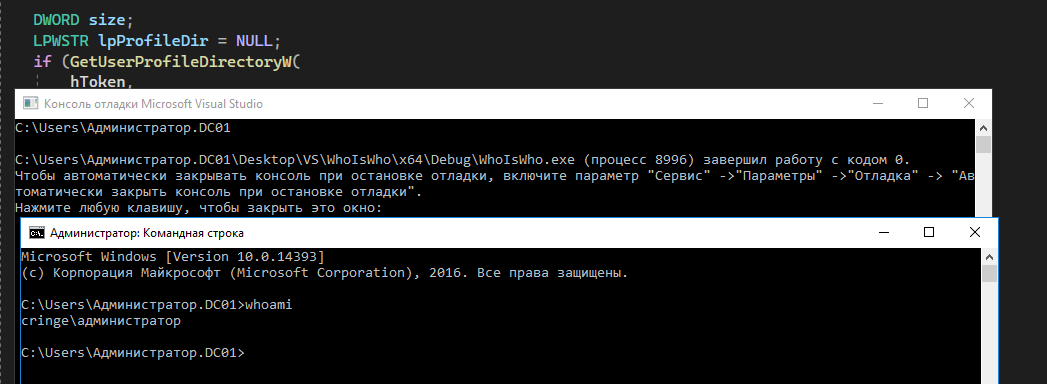 DWORD size;
LPWSTR lpProfileDir = NULL;
if (GetUserProfileDirectoryW(
hToken,
Консоль отладки Microsoft Visual Studio
C:\Users\Администратор.DC01
C:\Users\Администратор.DC01\Desktop\VS\WhoIsWho\x64\Debug\WhoIsWho.exe (процесс 8996) завершил работу с кодом 0.
Чтобы автоматически закрывать консоль при остановке отладки, включите параметр "Сервис" ->"Параметры" ->"Отладка" -> "Ав
томатически закрыть консоль при остановке отладки".
Нажмите любую клавишу, чтобы закрыть это окно:
Администратор: Командная строка
Microsoft Windows [Version 10.0.14393]
(c) Корпорация Майкрософт (Microsoft Corporation), 2016. Все права защищены.
C:\Users\Администратор.DC01>whoami
cringe\администратор
C:\Users\Администратор.DC01>